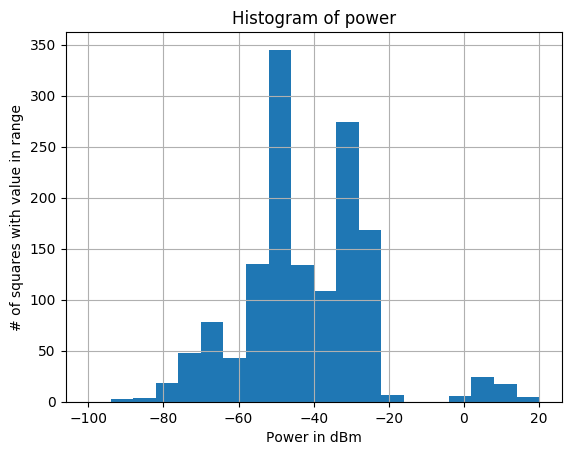 Histogram of power
# of squares with value in range
350
300
250
200
150
100
50
0
−100 −80 −60 −40 −20 0 20
Power in dBm